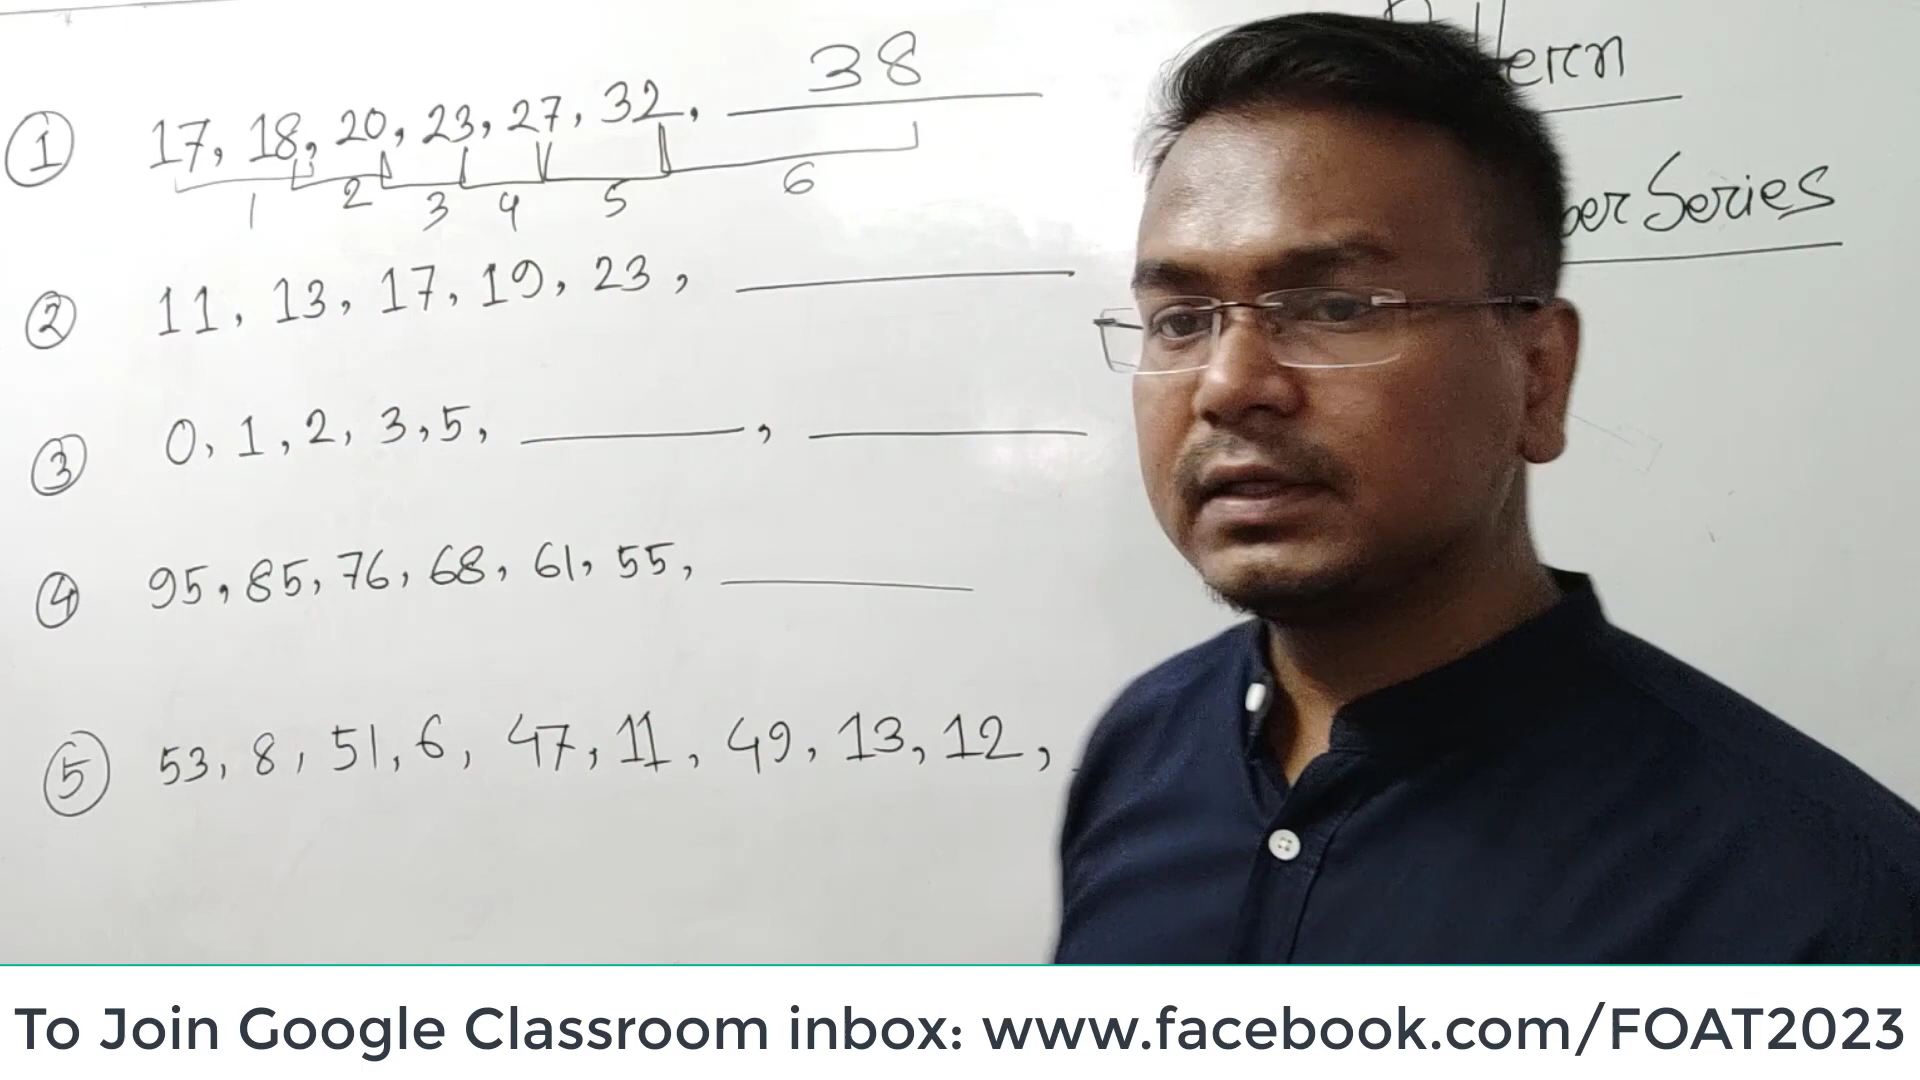 38
① 17, 18, 20, 23, 27, 32,
1 2 3 4 5 6
② 11, 13, 17, 19, 23,
③ 0, 1, 2, 3, 5, ,
④ 95, 85, 76, 68, 61, 55,
⑤ 53, 8, 51, 6, 47, 11, 49, 13, 12,
Series
To Join Google Classroom inbox: www.facebook.com/FOAT2023